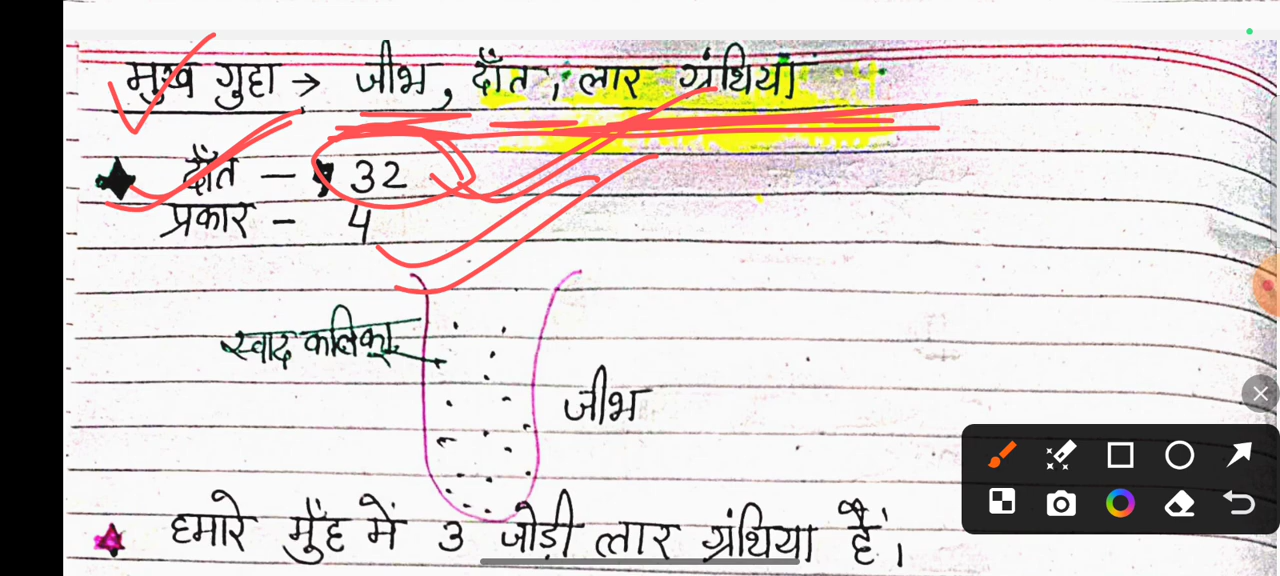 मुख गुहा → जीभ, दाँत, लार ग्रंथियाँ
दाँत - 32
प्रकार - 4
स्वाद कलिका
जीभ
हमारे मुँह में 3 जोड़ी लार ग्रंथिया हैं।